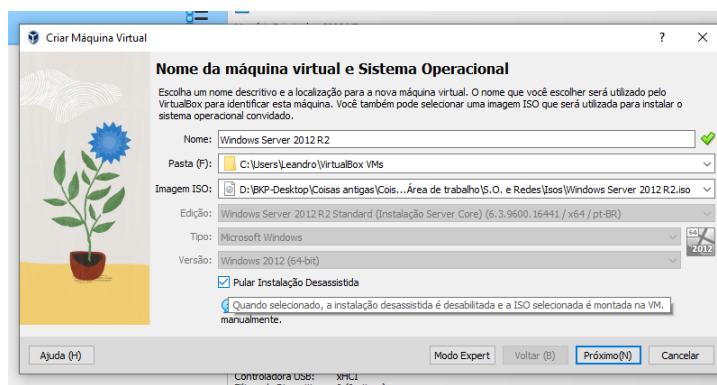 Criar Máquina Virtual
?
Nome da máquina virtual e Sistema Operacional
Escolha um nome descritivo e a localização para a nova máquina virtual. O nome que você escolher será utilizado pelo
VirtualBox para identificar esta máquina. Você também pode selecionar uma imagem ISO que será utilizada para instalar o
sistema operacional convidado.
Nome: Windows Server 2012 R2
Pasta (F): C:\Users\Leandro\VirtualBox VMs
Imagem ISO: D:\BKP-Desktop\Coisas antigas\Cois...Área de trabalho\S.O. e Redes\Isos\Windows Server 2012 R2.iso
Edição: Windows Server 2012 R2 Standard (Instalação Server Core) (6.3.9600.16441 / x64 / pt-BR)
Tipo: Microsoft Windows
64
2012
Versão: Windows 2012 (64-bit)
Pular Instalação Desassistida
Quando selecionado, a instalação desassistida é desabilitada e a ISO selecionada é montada na VM.
manualmente.
Ajuda (H) Modo Expert Voltar (B) Próximo(N) Cancelar
Controladora USB: xHCI